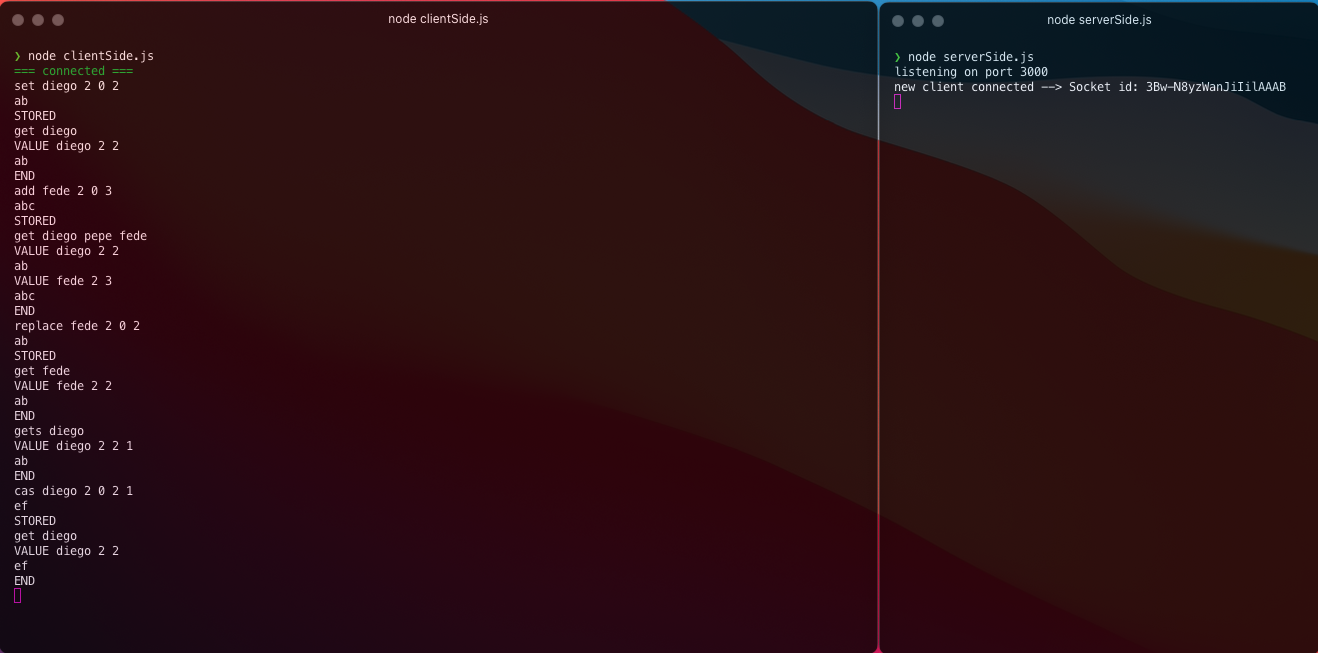 node clientSide.js
❯ node clientSide.js
=== connected ===
set diego 2 0 2
ab
STORED
get diego
VALUE diego 2 2
ab
END
add fede 2 0 3
abc
STORED
get diego pepe fede
VALUE diego 2 2
ab
VALUE fede 2 3
abc
END
replace fede 2 0 2
ab
STORED
get fede
VALUE fede 2 2
ab
END
gets diego
VALUE diego 2 2 1
ab
END
cas diego 2 0 2 1
ef
STORED
get diego
VALUE diego 2 2
ef
END
node serverSide.js
❯ node serverSide.js
listening on port 3000
new client connected --> Socket id: 3Bw-N8yzWanJiIilAAAB